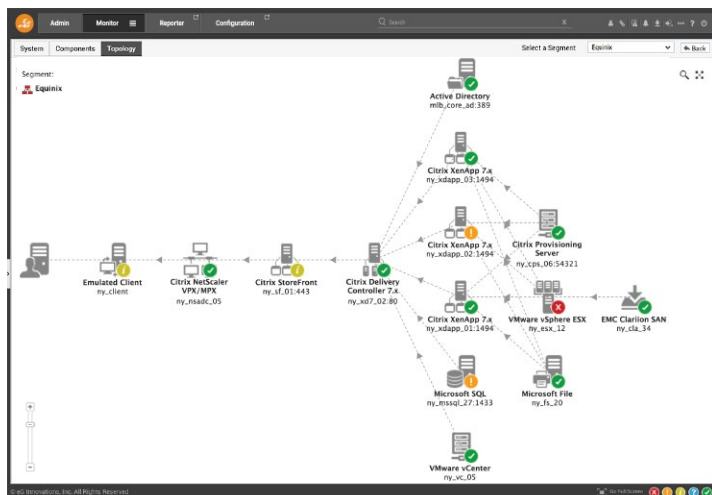 eG
Admin
Monitor
Reporter
Configuration
Search
X
System
Components
Topology
Select a Segment
Equinix
Back
Segment:
Equinix
Active Directory
mlb_core_ad:389
Citrix XenApp 7.x
ny_xdapp_03:1494
Citrix XenApp 7.x
ny_xdapp_02:1494
Citrix Provisioning
Server
ny_cps_06:54321
Emulated Client
ny_client
Citrix NetScaler
VPX/MPX
ny_nsadc_05
Citrix StoreFront
ny_sf_01:443
Citrix Delivery
Controller 7.x
ny_xd7_02:80
Citrix XenApp 7.x
ny_xdapp_01:1494
VMware vSphere ESX
ny_esx_12
EMC Clariion SAN
ny_cla_34
Microsoft SQL
ny_mssql_27:1433
Microsoft File
ny_fs_20
VMware vCenter
ny_vc_05
© eG Innovations, Inc. All Rights Reserved
Go Full Screen